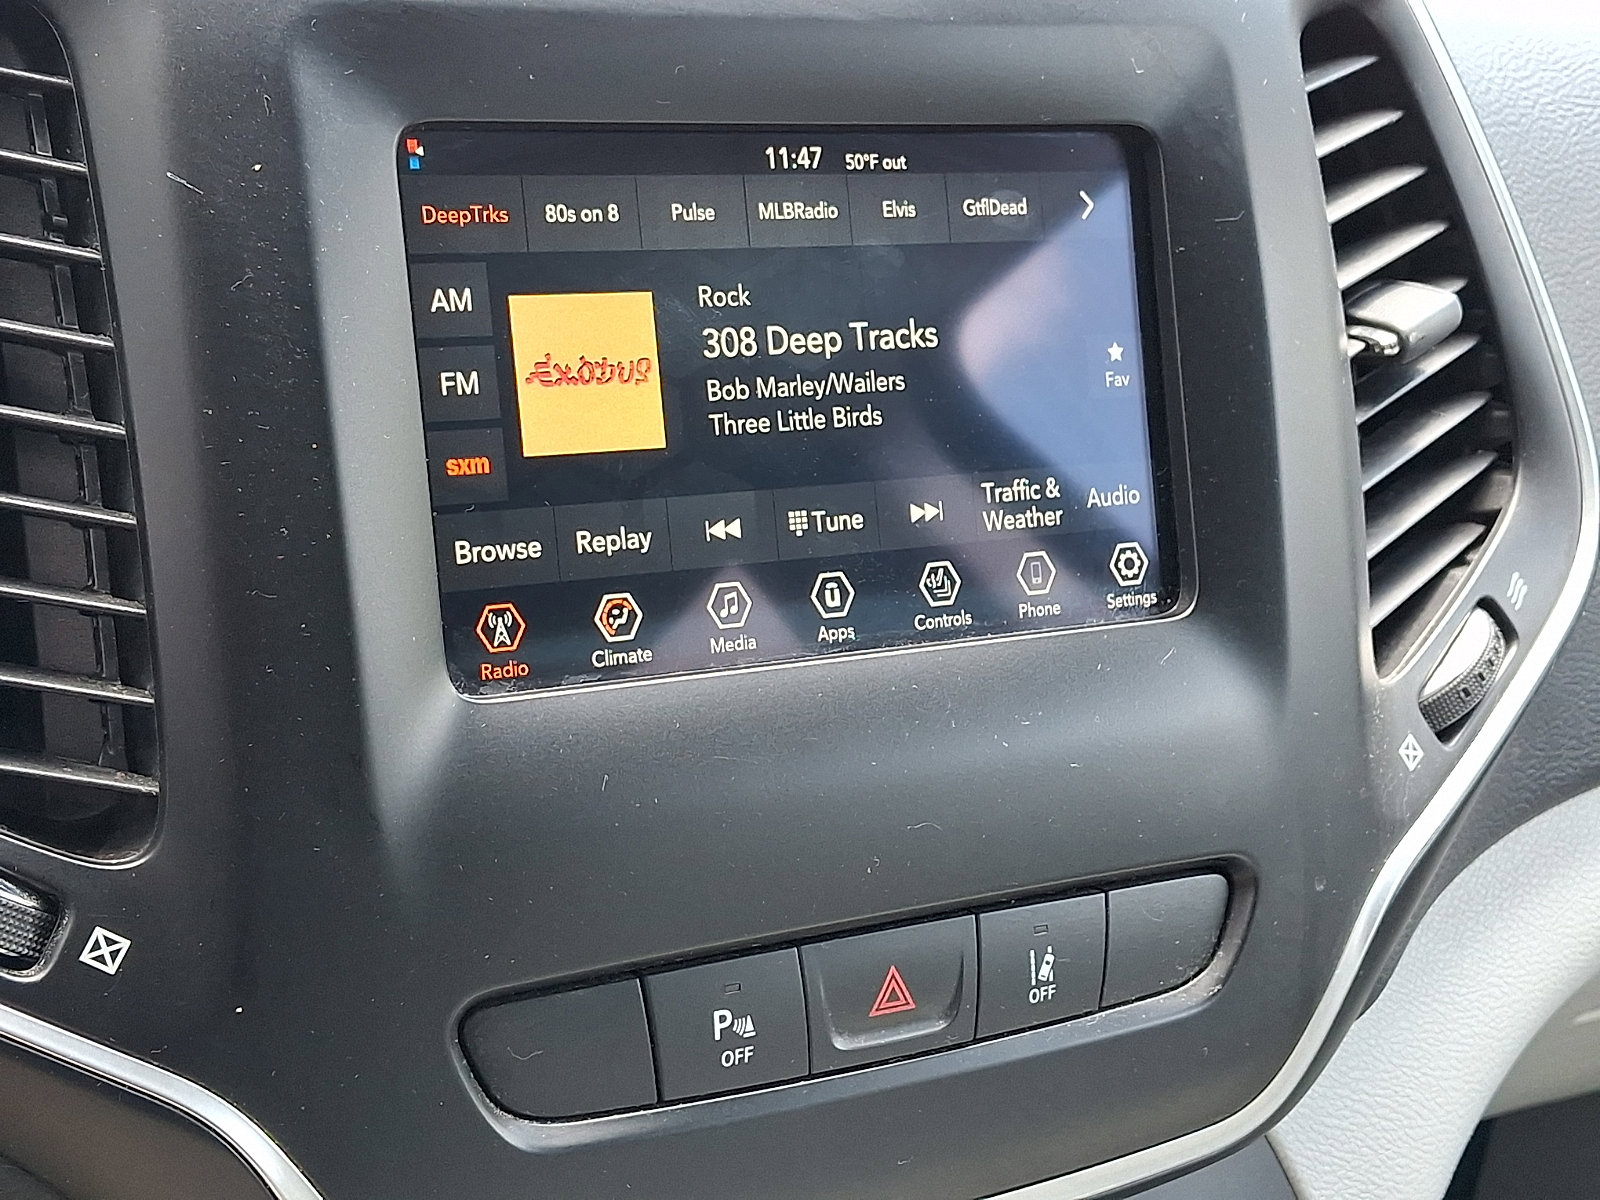 11:47 50°F out
DeepTrks 80s on 8 Pulse MLBRadio Elvis GtflDead
AM
FM
sxm
Exodus
Rock
308 Deep Tracks
Bob Marley/Wailers
Three Little Birds
Fav
Browse Replay Tune Traffic & Weather Audio
Radio Climate Media Apps Controls Phone Settings
P OFF
OFF